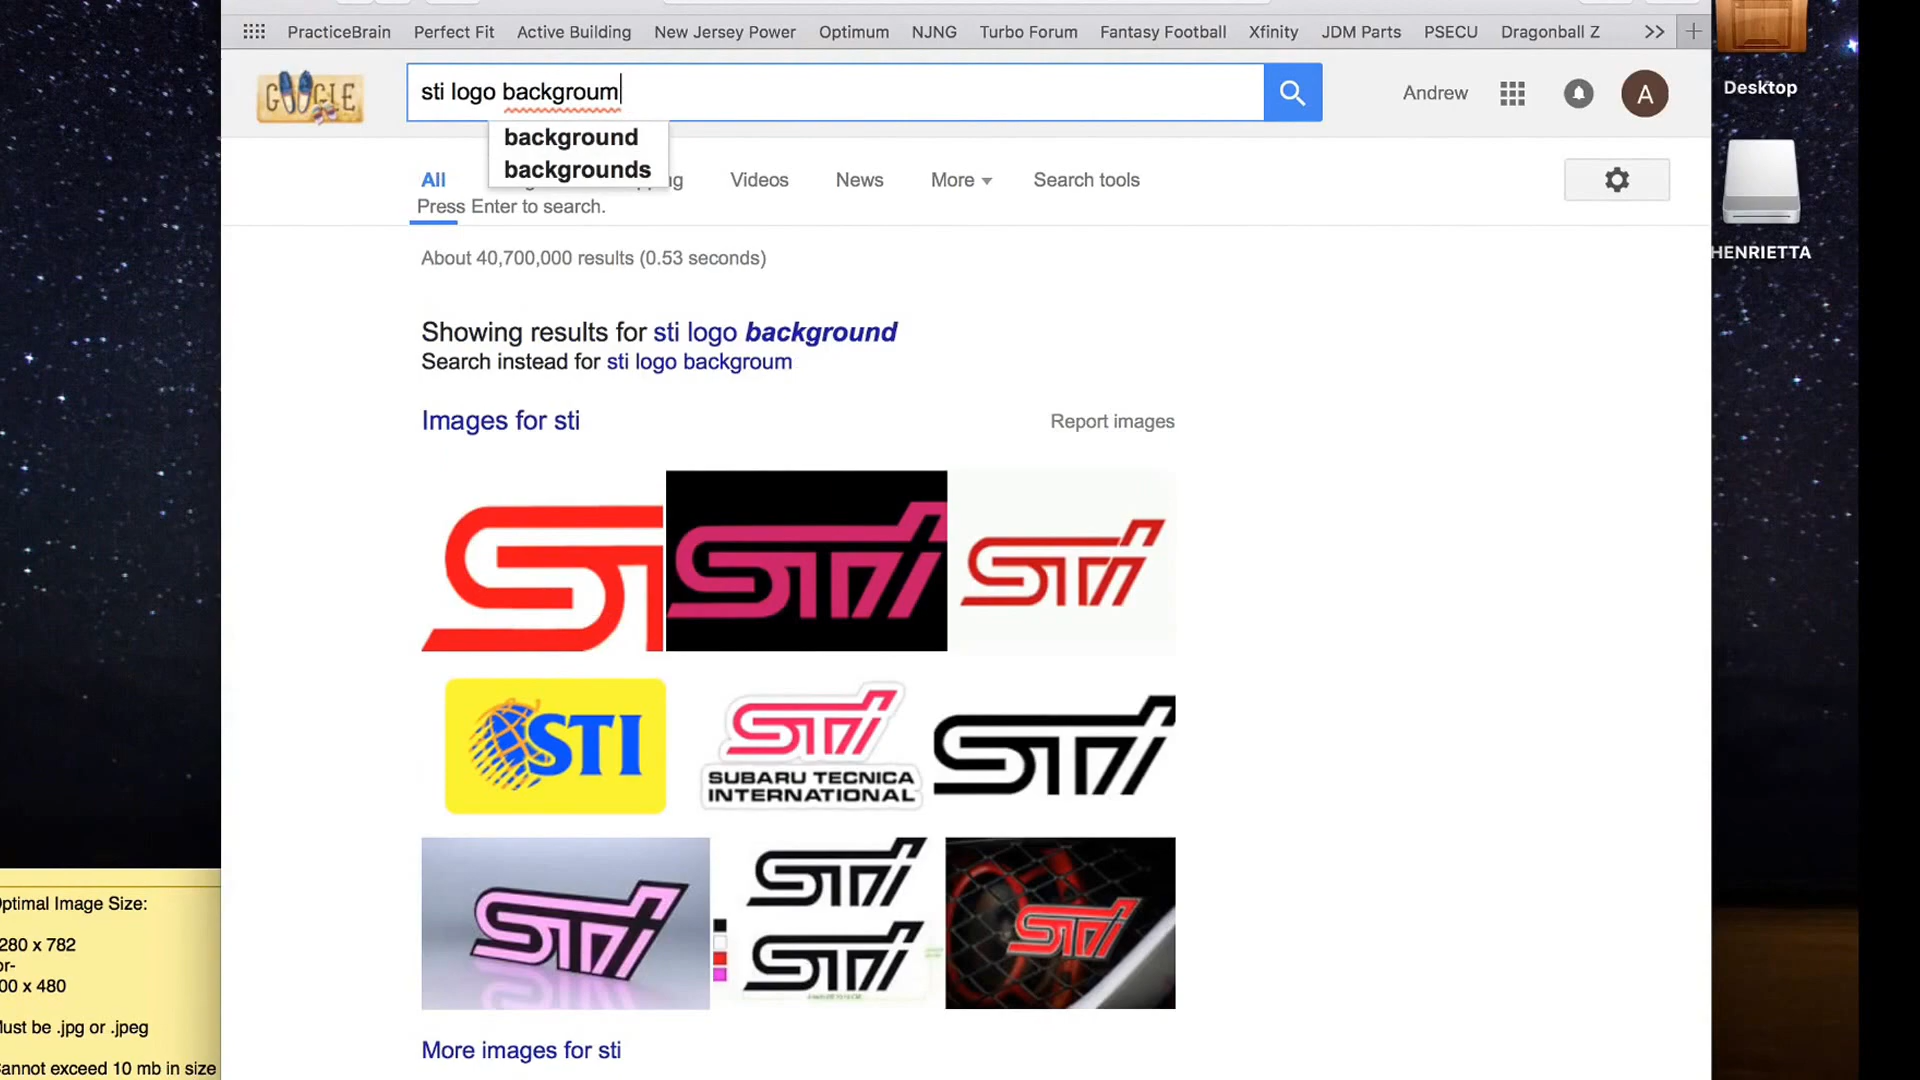 PracticeBrain Perfect Fit Active Building New Jersey Power Optimum NJNG Turbo Forum Fantasy Football Xfinity JDM Parts PSECU Dragonball Z >> +
GOOGLE
sti logo backgroum
Andrew
A
Desktop
background
backgrounds
All
Videos
News
More
Search tools
Press Enter to search.
HENRIETTA
About 40,700,000 results (0.53 seconds)
Showing results for sti logo background
Search instead for sti logo backgroum
Images for sti
Report images
STi
STi
STI
STi
SUBARU TECNICA
INTERNATIONAL
STi
STi
STi
STi
STi
More images for sti
ptimal Image Size:
280 x 782
or-
00 x 480
ust be .jpg or .jpeg
annot exceed 10 mb in size